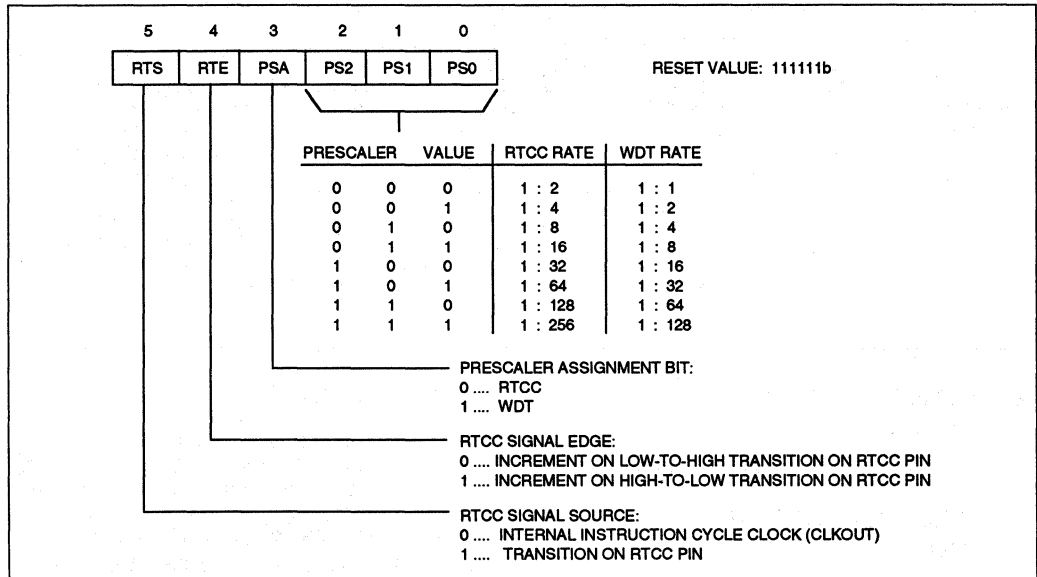 5 4 3 2 1 0
RTS RTE PSA PS2 PS1 PS0 RESET VALUE: 111111b
PRESCALER VALUE RTCC RATE WDT RATE
0 0 0 1 : 2 1 : 1
0 0 1 1 : 4 1 : 2
0 1 0 1 : 8 1 : 4
0 1 1 1 : 16 1 : 8
1 0 0 1 : 32 1 : 16
1 0 1 1 : 64 1 : 32
1 1 0 1 : 128 1 : 64
1 1 1 1 : 256 1 : 128
PRESCALER ASSIGNMENT BIT:
0 .... RTCC
1 .... WDT
RTCC SIGNAL EDGE:
0 .... INCREMENT ON LOW-TO-HIGH TRANSITION ON RTCC PIN
1 .... INCREMENT ON HIGH-TO-LOW TRANSITION ON RTCC PIN
RTCC SIGNAL SOURCE:
0 .... INTERNAL INSTRUCTION CYCLE CLOCK (CLKOUT)
1 .... TRANSITION ON RTCC PIN